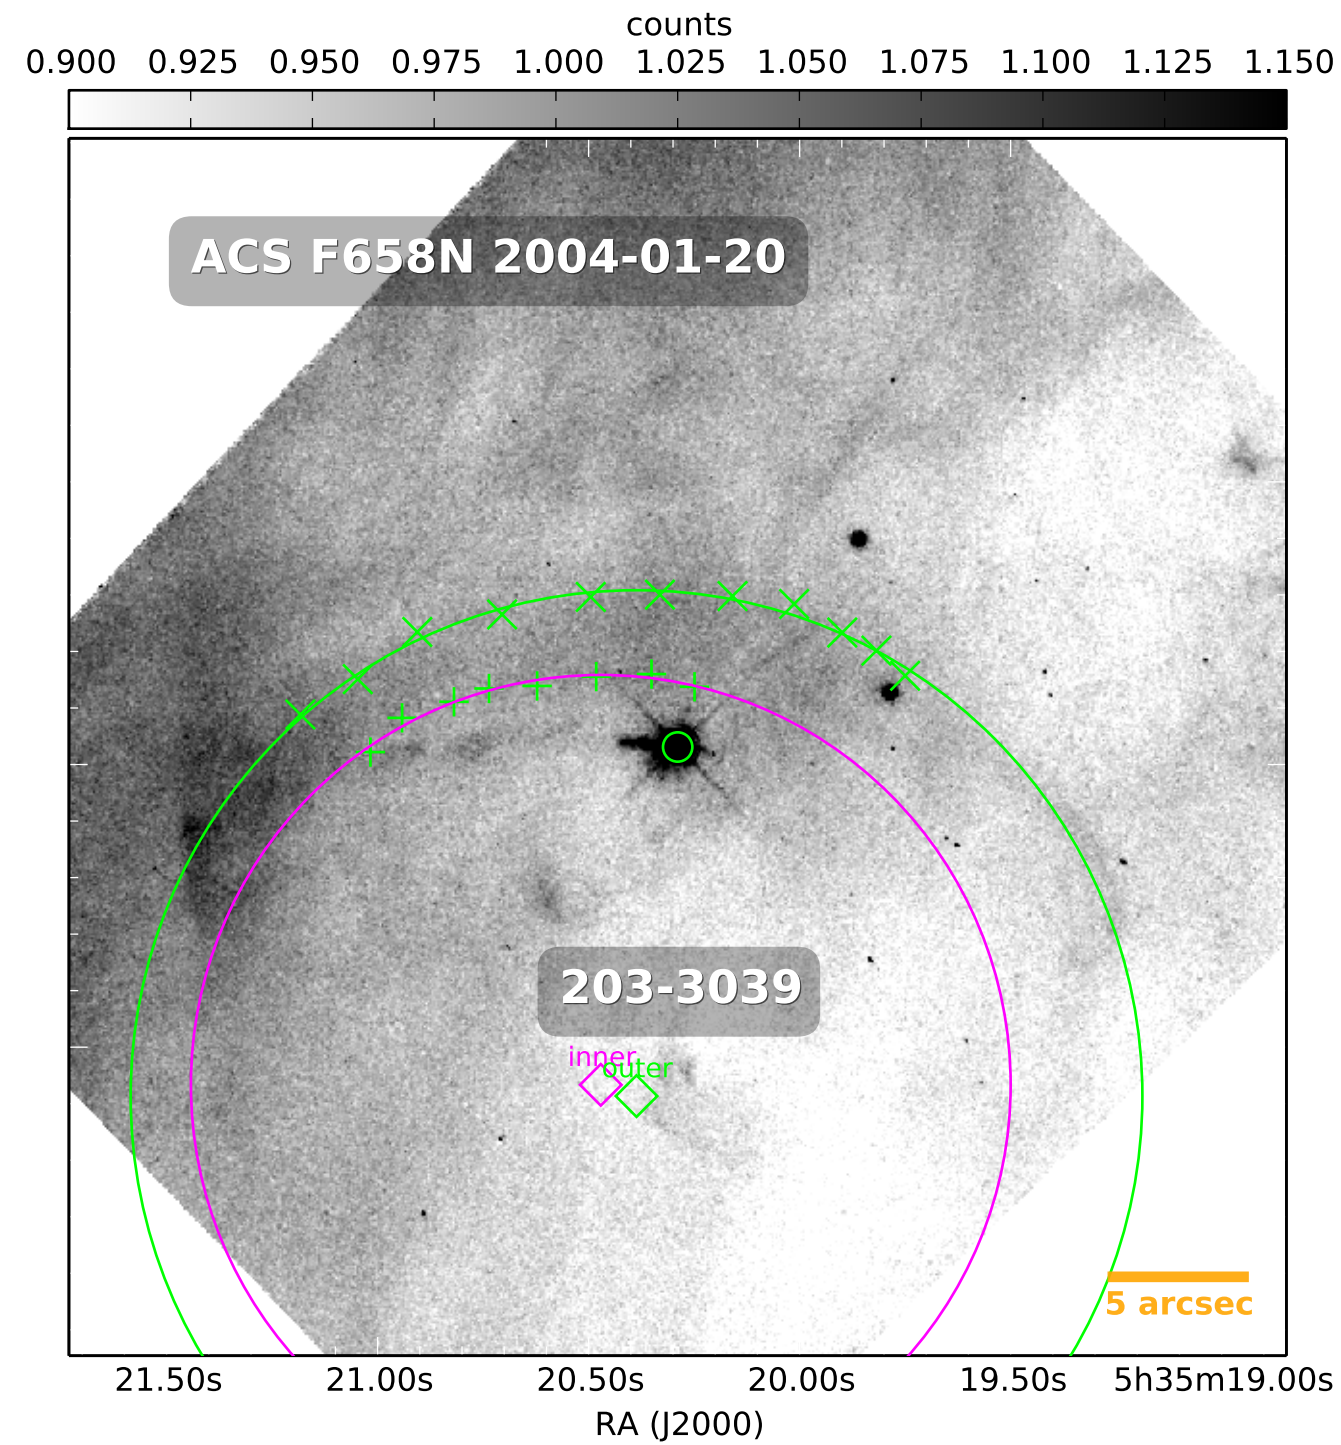 counts
0.900 0.925 0.950 0.975 1.000 1.025 1.050 1.075 1.100 1.125 1.150
ACS F658N 2004-01-20
203-3039
inner
outer
5 arcsec
21.50s 21.00s 20.50s 20.00s 19.50s 5h35m19.00s
RA (J2000)